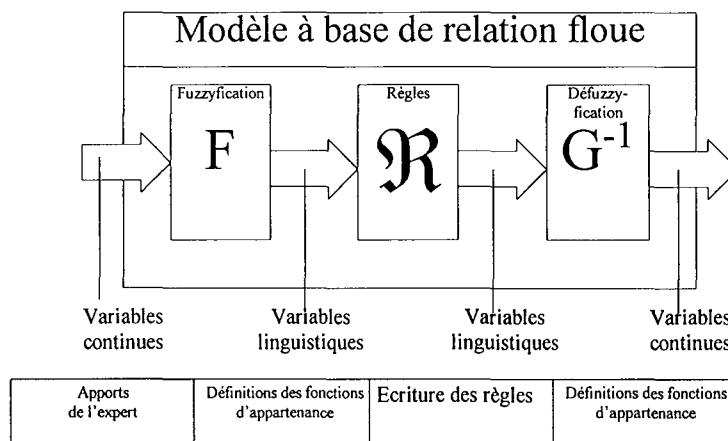 Modèle à base de relation floue
Fuzzyfication
Règles
Défuzzy-
fication
F
ℜ
G⁻¹
Variables
continues
Variables
linguistiques
Variables
linguistiques
Variables
continues
Apports
de l'expert
Définitions des fonctions
d'appartenance
Ecriture des règles
Définitions des fonctions
d'appartenance